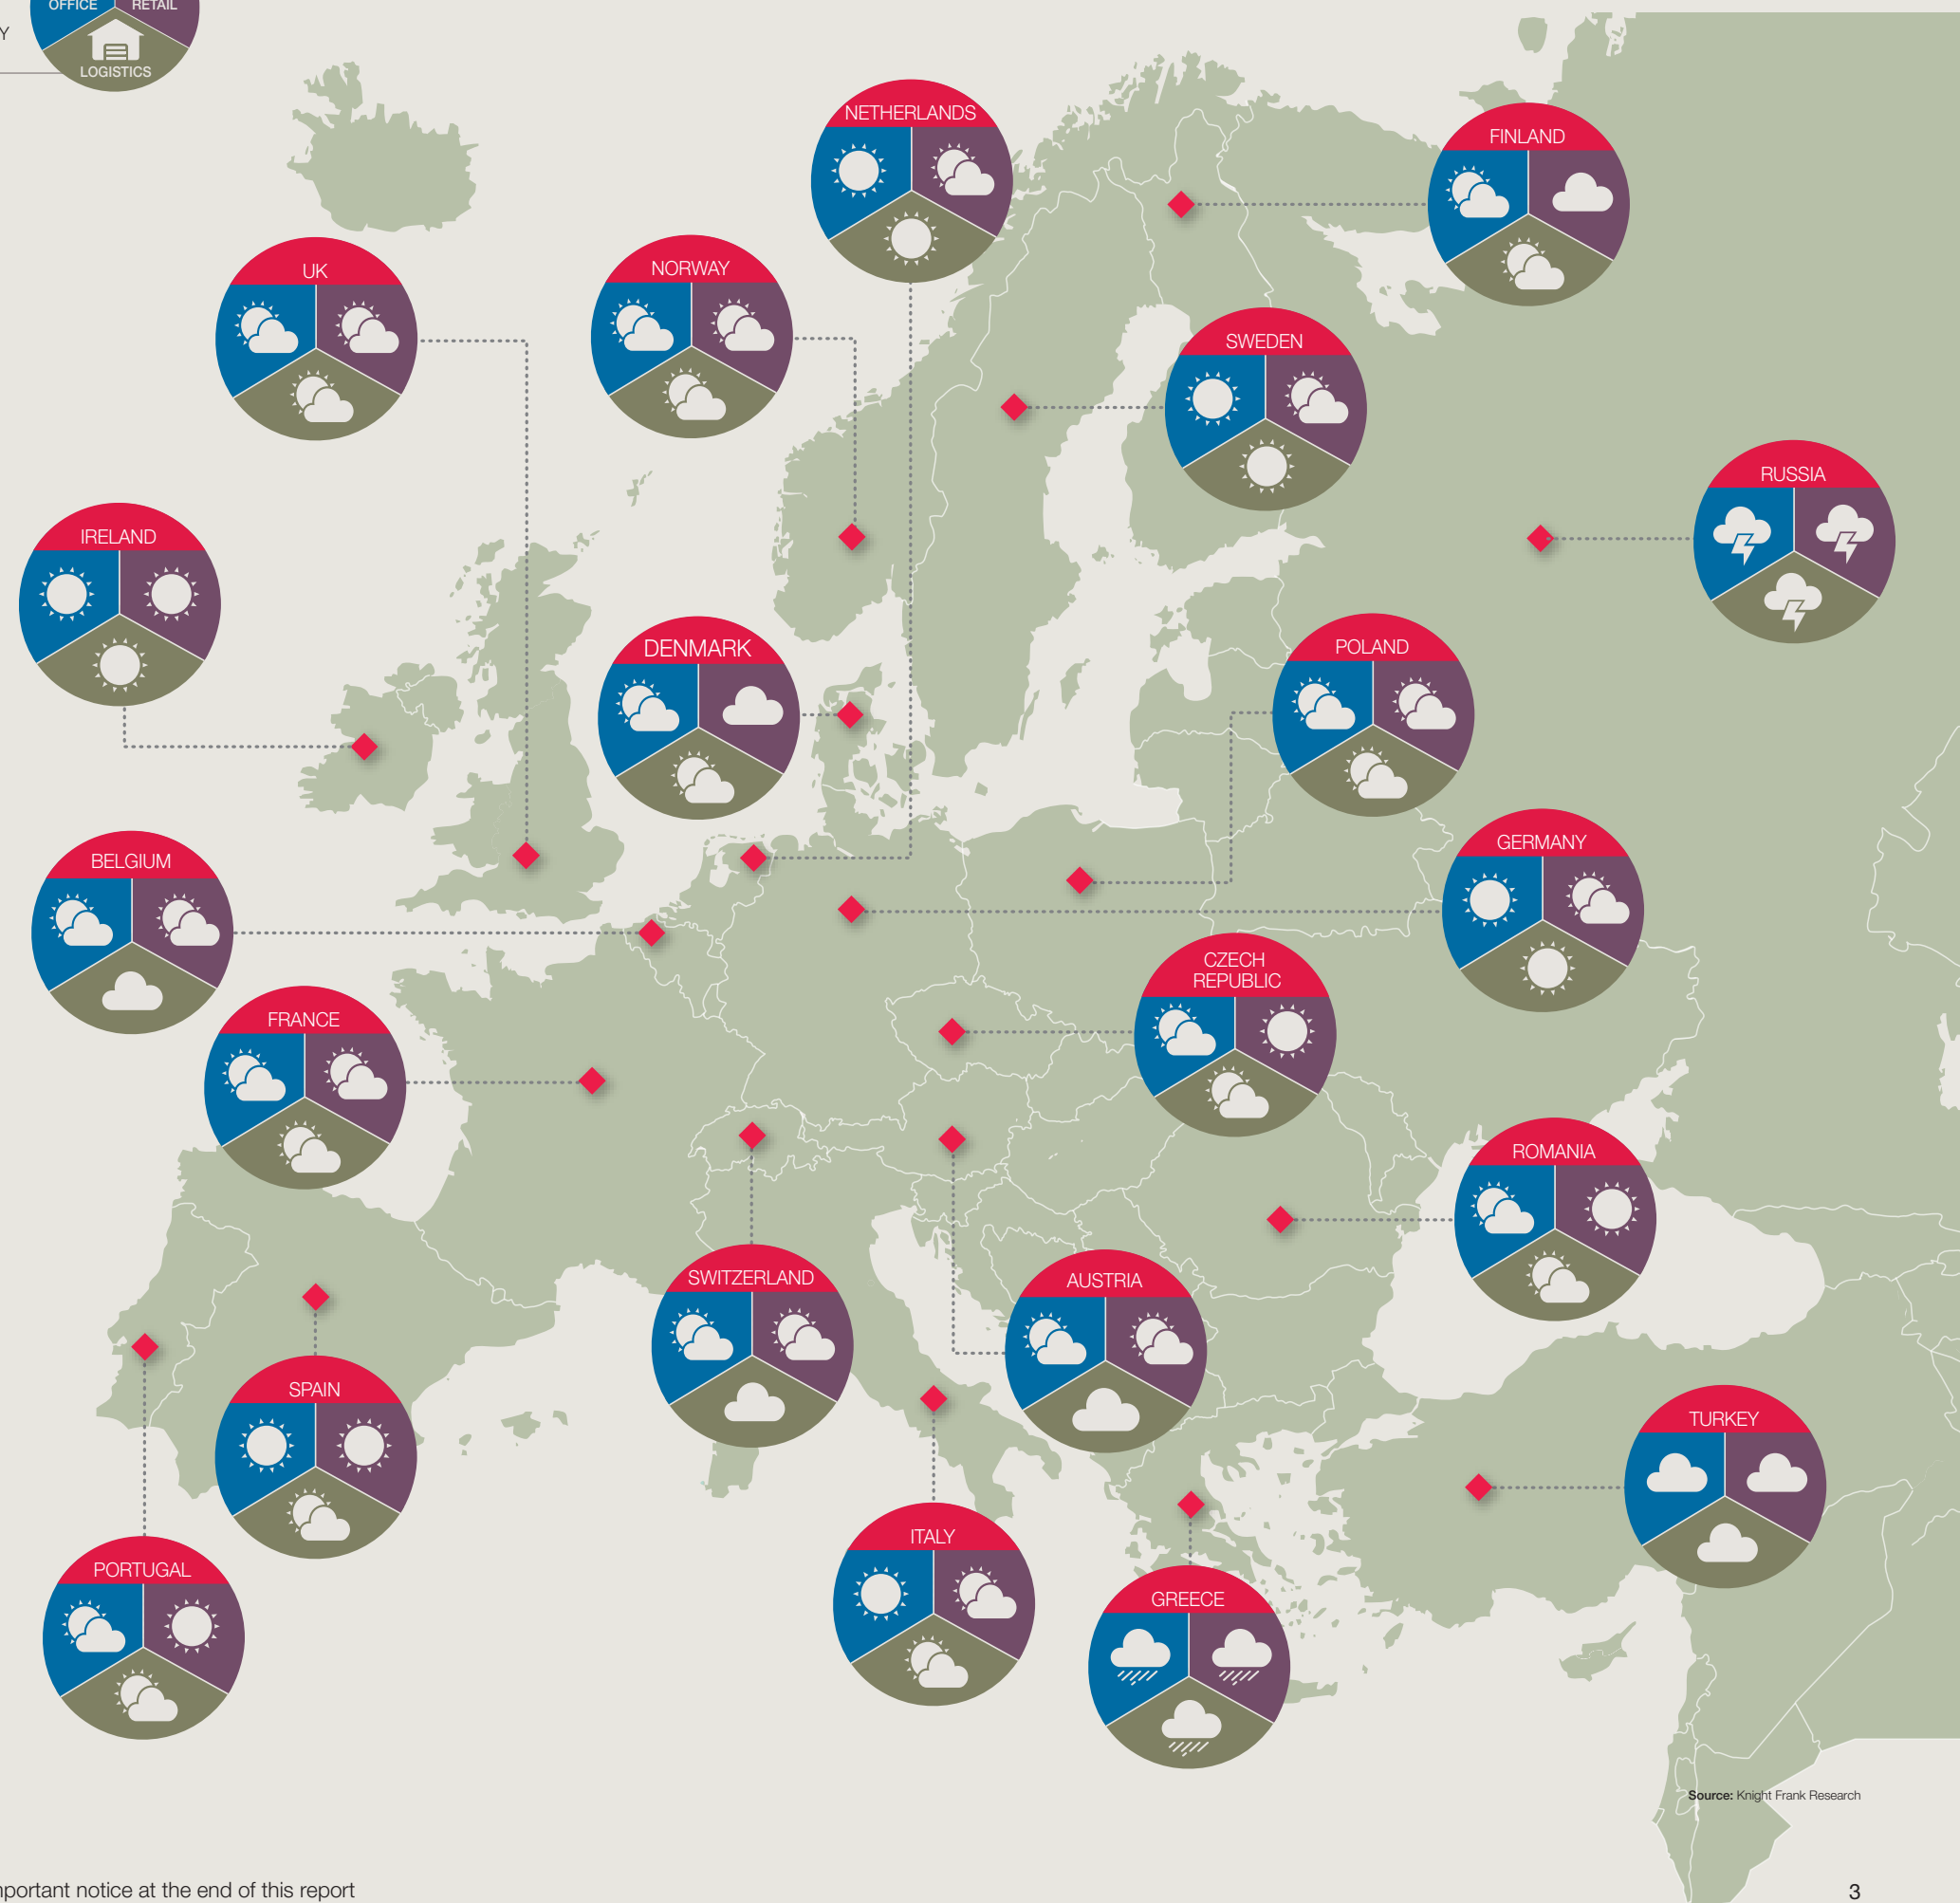 OFFICE
RETAIL
Y
LOGISTICS
NETHERLANDS
FINLAND
UK
NORWAY
SWEDEN
RUSSIA
IRELAND
DENMARK
POLAND
GERMANY
BELGIUM
CZECH
REPUBLIC
FRANCE
ROMANIA
SWITZERLAND
AUSTRIA
SPAIN
TURKEY
ITALY
PORTUGAL
GREECE
Source: Knight Frank Research
mportant notice at the end of this report
3